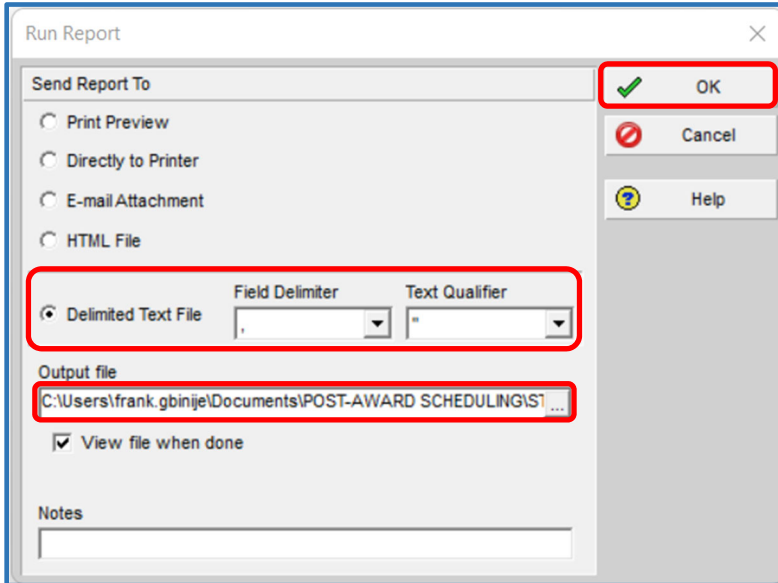 Run Report
Send Report To
OK
Print Preview
Cancel
Directly to Printer
E-mail Attachment
Help
HTML File
Field Delimiter
Text Qualifier
Delimited Text File
,
"
Output file
C:\Users\frank.gbinije\Documents\POST-AWARD SCHEDULING\ST ...
View file when done
Notes